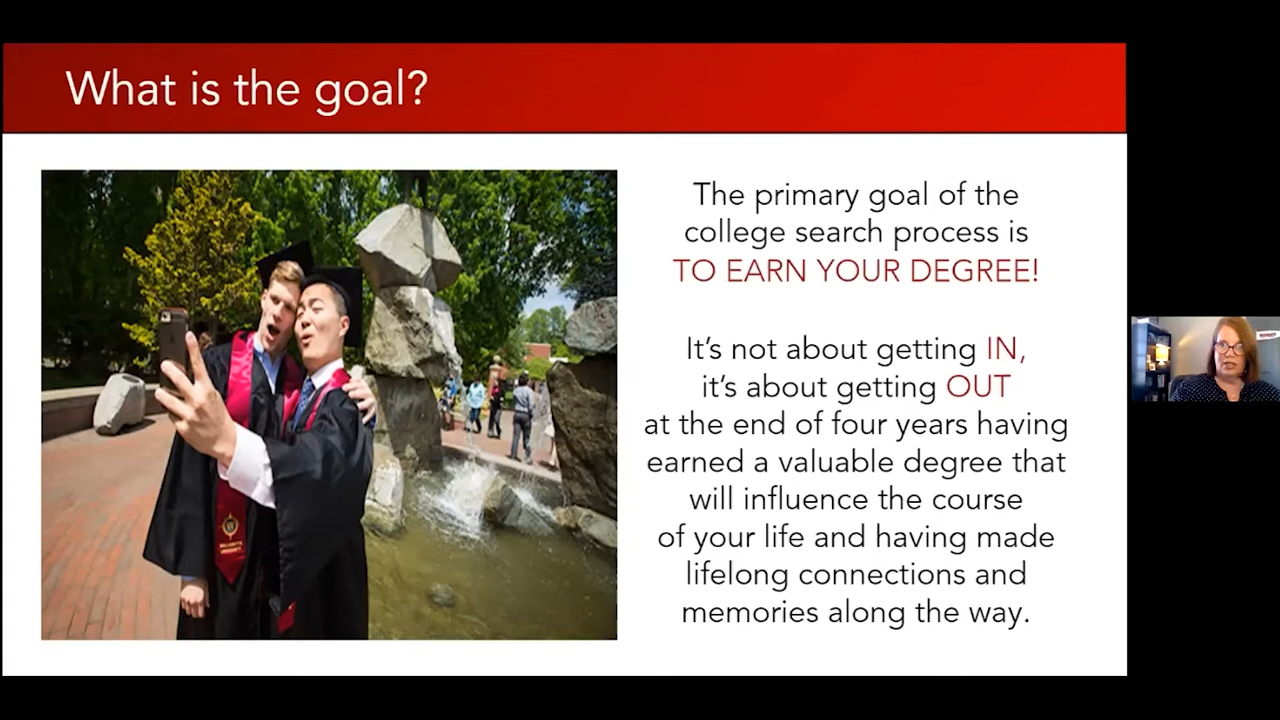 What is the goal?
The primary goal of the
college search process is
TO EARN YOUR DEGREE!
It's not about getting IN,
it's about getting OUT
at the end of four years having
earned a valuable degree that
will influence the course
of your life and having made
lifelong connections and
memories along the way.
W
WILLAMETTE
UNIVERSITY